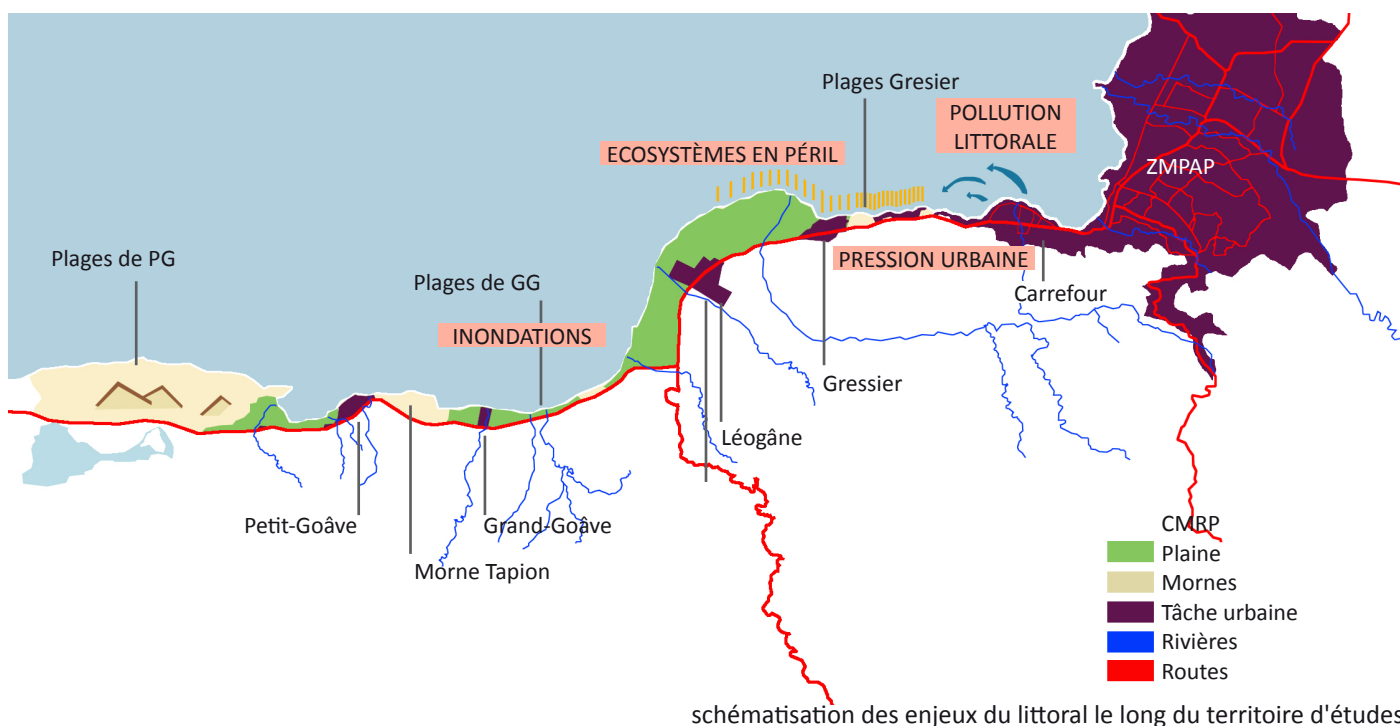 Plages Gresier
POLLUTION
LITTORALE
ECOSYSTÈMES EN PÉRIL
ZMPAP
Plages de PG
PRESSION URBAINE
Plages de GG
Carrefour
INONDATIONS
Gressier
Léogâne
Petit-Goâve
Grand-Goâve
Morne Tapion
CMRP
Plaine
Mornes
Tâche urbaine
Rivières
Routes
schématisation des enjeux du littoral le long du territoire d'études